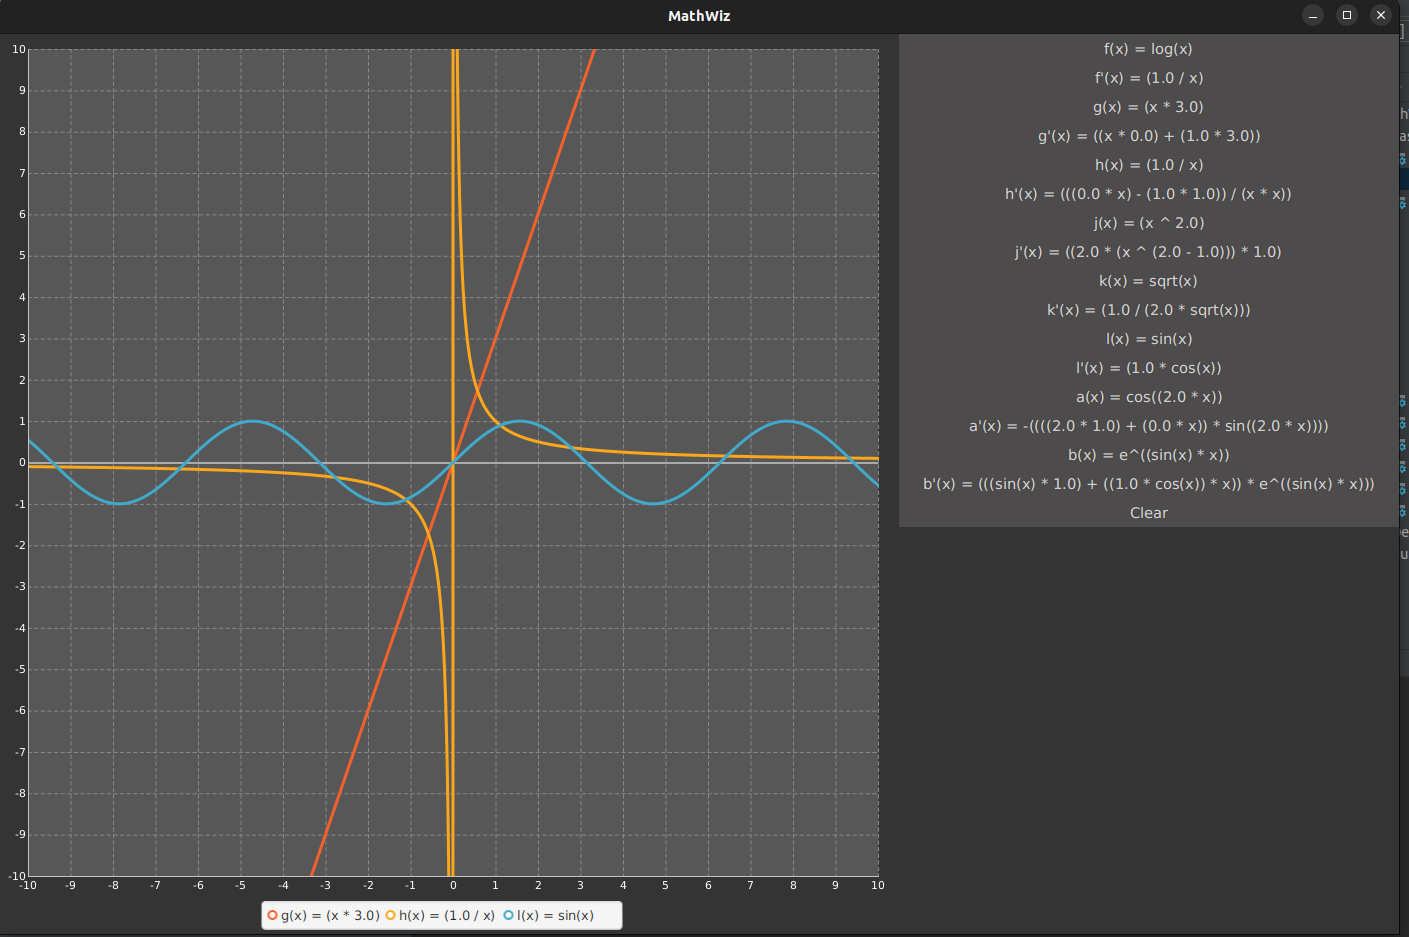 MathWiz
10
9
8
7
6
5
4
3
2
1
0
-1
-2
-3
-4
-5
-6
-7
-8
-9
-10
-10 -9 -8 -7 -6 -5 -4 -3 -2 -1 0 1 2 3 4 5 6 7 8 9 10
g(x) = (x * 3.0) h(x) = (1.0 / x) l(x) = sin(x)
f(x) = log(x)
f'(x) = (1.0 / x)
g(x) = (x * 3.0)
g'(x) = ((x * 0.0) + (1.0 * 3.0))
h(x) = (1.0 / x)
h'(x) = (((0.0 * x) - (1.0 * 1.0)) / (x * x))
j(x) = (x ^ 2.0)
j'(x) = ((2.0 * (x ^ (2.0 - 1.0))) * 1.0)
k(x) = sqrt(x)
k'(x) = (1.0 / (2.0 * sqrt(x)))
l(x) = sin(x)
l'(x) = (1.0 * cos(x))
a(x) = cos((2.0 * x))
a'(x) = -((((2.0 * 1.0) + (0.0 * x)) * sin((2.0 * x))))
b(x) = e^((sin(x) * x))
b'(x) = (((sin(x) * 1.0) + ((1.0 * cos(x)) * x)) * e^((sin(x) * x)))
Clear